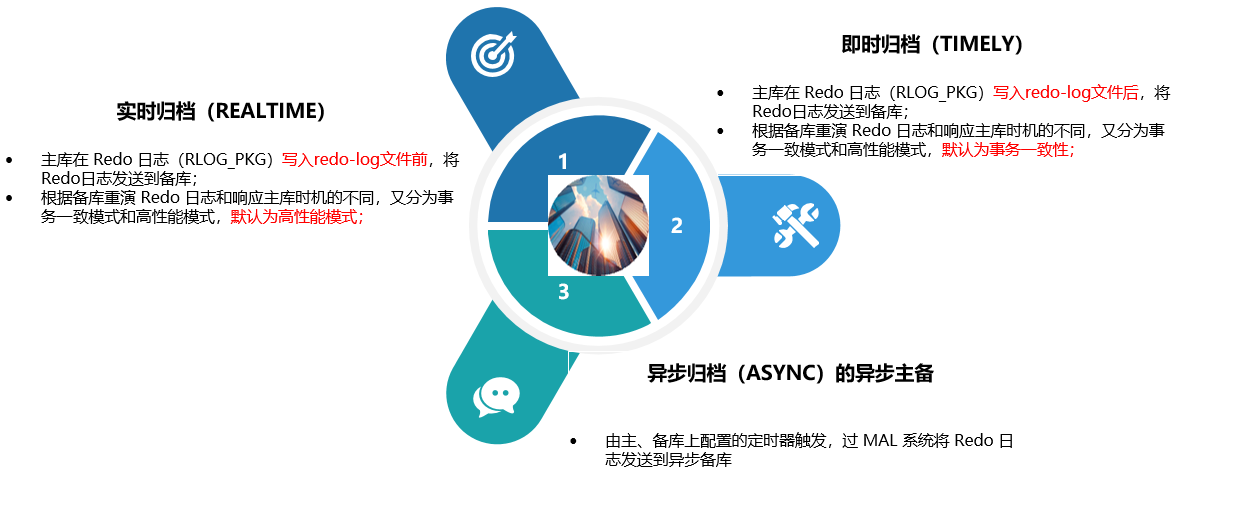 实时归档（REALTIME）
• 主库在 Redo 日志（RLOG_PKG）写入redo-log文件前，将
Redo日志发送到备库；
• 根据备库重演 Redo 日志和响应主库时机的不同，又分为事
务一致模式和高性能模式，默认为高性能模式；
即时归档（TIMELY）
• 主库在 Redo 日志（RLOG_PKG）写入redo-log文件后，将
Redo日志发送到备库；
• 根据备库重演 Redo 日志和响应主库时机的不同，又分为事
务一致模式和高性能模式，默认为事务一致性；
1
2
3
异步归档（ASYNC）的异步主备
• 由主、备库上配置的定时器触发，过 MAL 系统将 Redo 日
志发送到异步备库